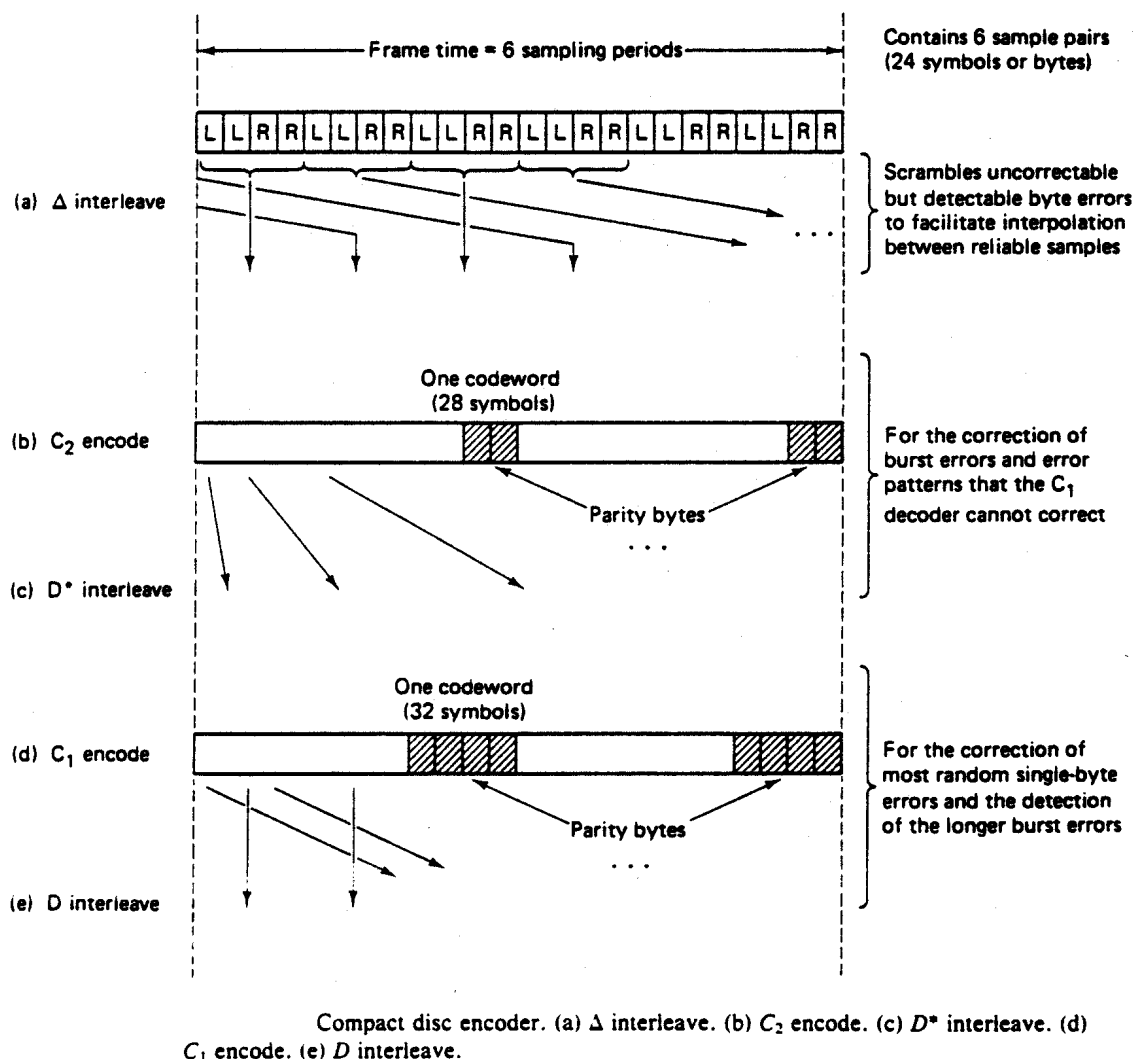 Frame time = 6 sampling periods
Contains 6 sample pairs
(24 symbols or bytes)
L L R R L L R R L L R R L L R R L L R R L L R R
(a) Δ interleave
Scrambles uncorrectable
but detectable byte errors
to facilitate interpolation
between reliable samples
. . .
One codeword
(28 symbols)
(b) C2 encode
For the correction of
burst errors and error
patterns that the C1
decoder cannot correct
Parity bytes
. . .
(c) D* interleave
One codeword
(32 symbols)
(d) C1 encode
For the correction of
most random single-byte
errors and the detection
of the longer burst errors
Parity bytes
. . .
(e) D interleave
Compact disc encoder. (a) Δ interleave. (b) C2 encode. (c) D* interleave. (d)
C1 encode. (e) D interleave.